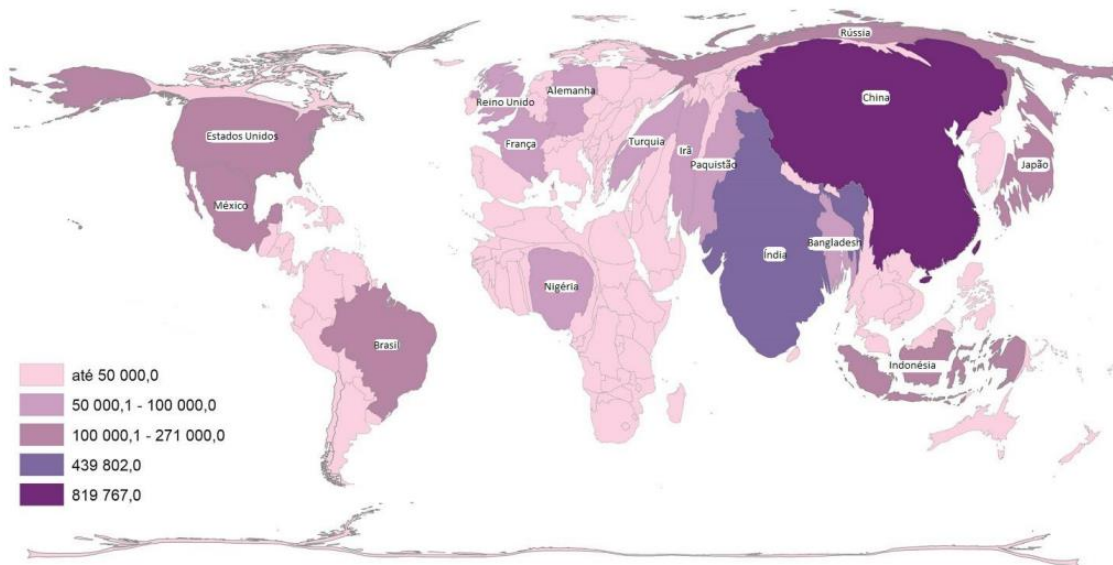 Rússia
China
Reino Unido
Alemanha
Estados Unidos
França
Turquia
Irã
Paquistão
Japão
México
Bangladesh
Índia
Nigéria
Brasil
Indonésia
até 50 000,0
50 000,1 - 100 000,0
100 000,1 - 271 000,0
439 802,0
819 767,0